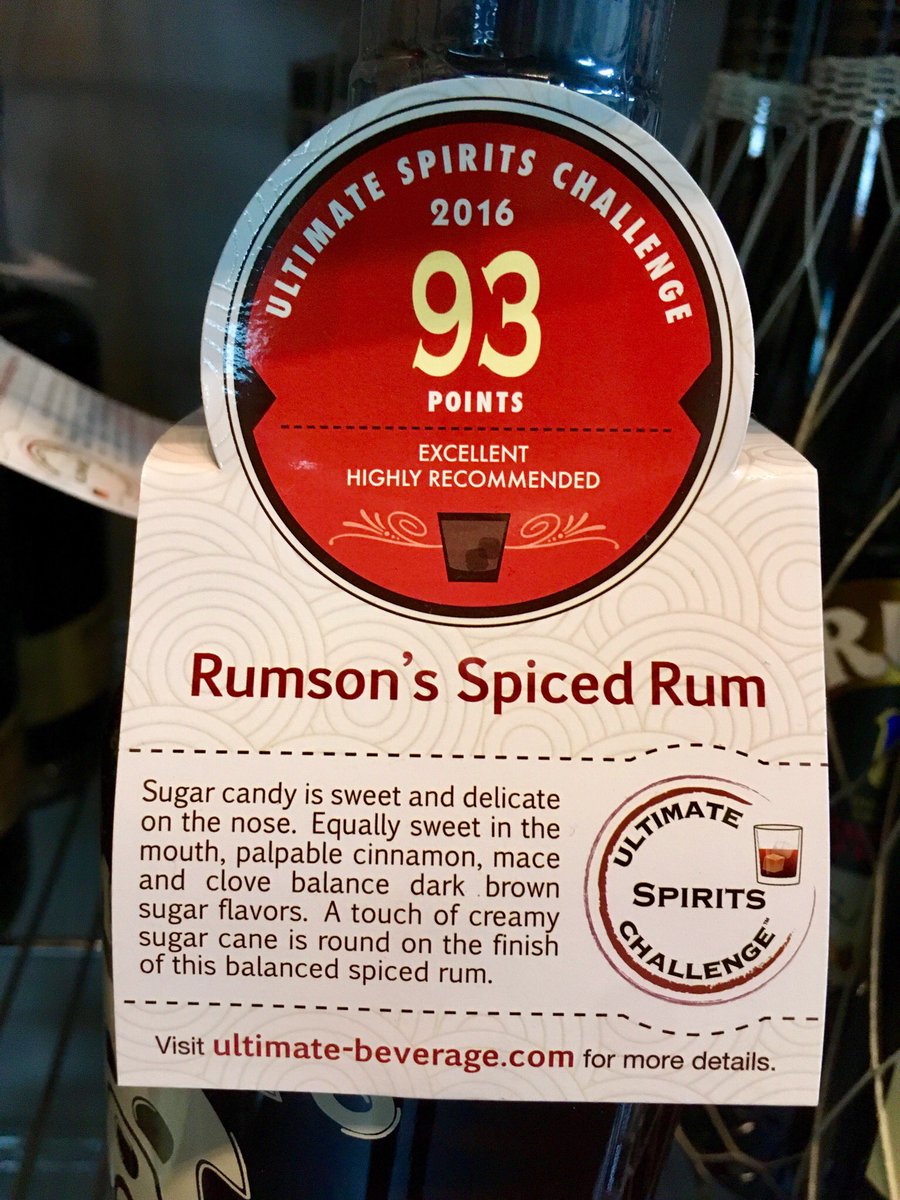 ULTIMATE SPIRITS CHALLENGE
2016
93
POINTS
EXCELLENT
HIGHLY RECOMMENDED
Rumson's Spiced Rum
Sugar candy is sweet and delicate
on the nose. Equally sweet in the
mouth, palpable cinnamon, mace
and clove balance dark brown
sugar flavors. A touch of creamy
sugar cane is round on the finish
of this balanced spiced rum.
ULTIMATE
SPIRITS
CHALLENGE™
Visit ultimate-beverage.com for more details.